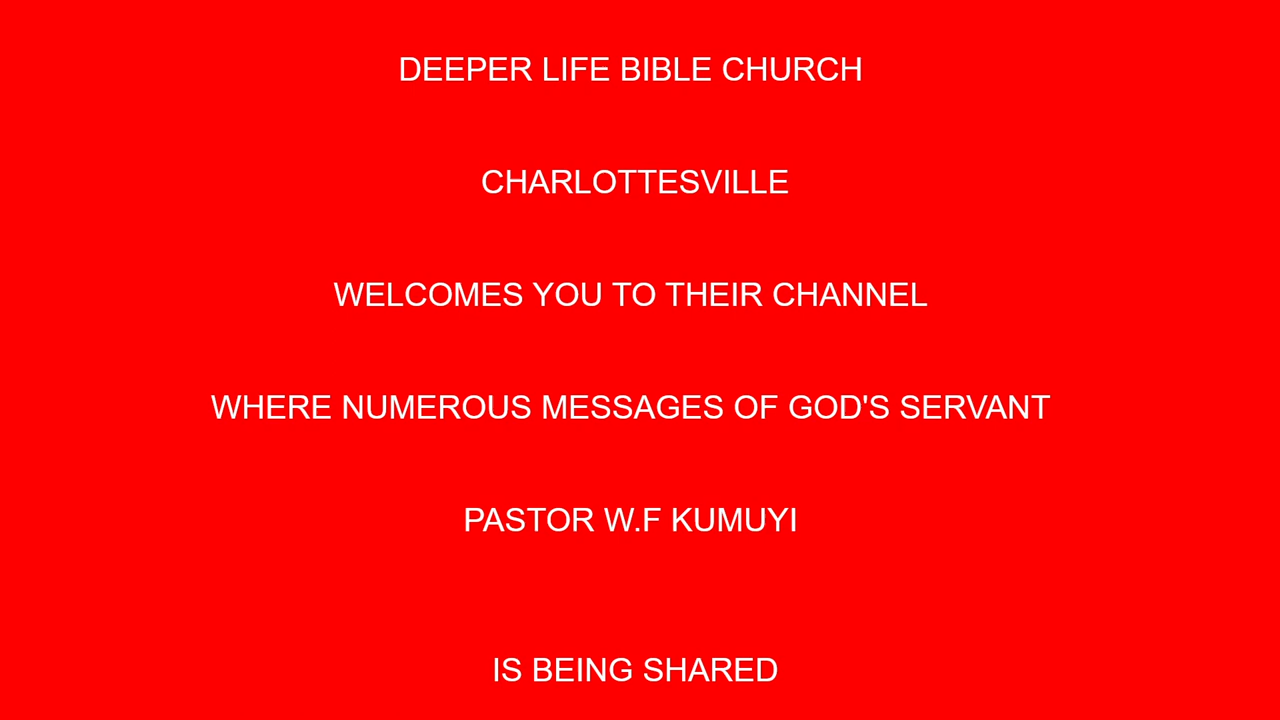 DEEPER LIFE BIBLE CHURCH
CHARLOTTESVILLE
WELCOMES YOU TO THEIR CHANNEL
WHERE NUMEROUS MESSAGES OF GOD'S SERVANT
PASTOR W.F KUMUYI
IS BEING SHARED